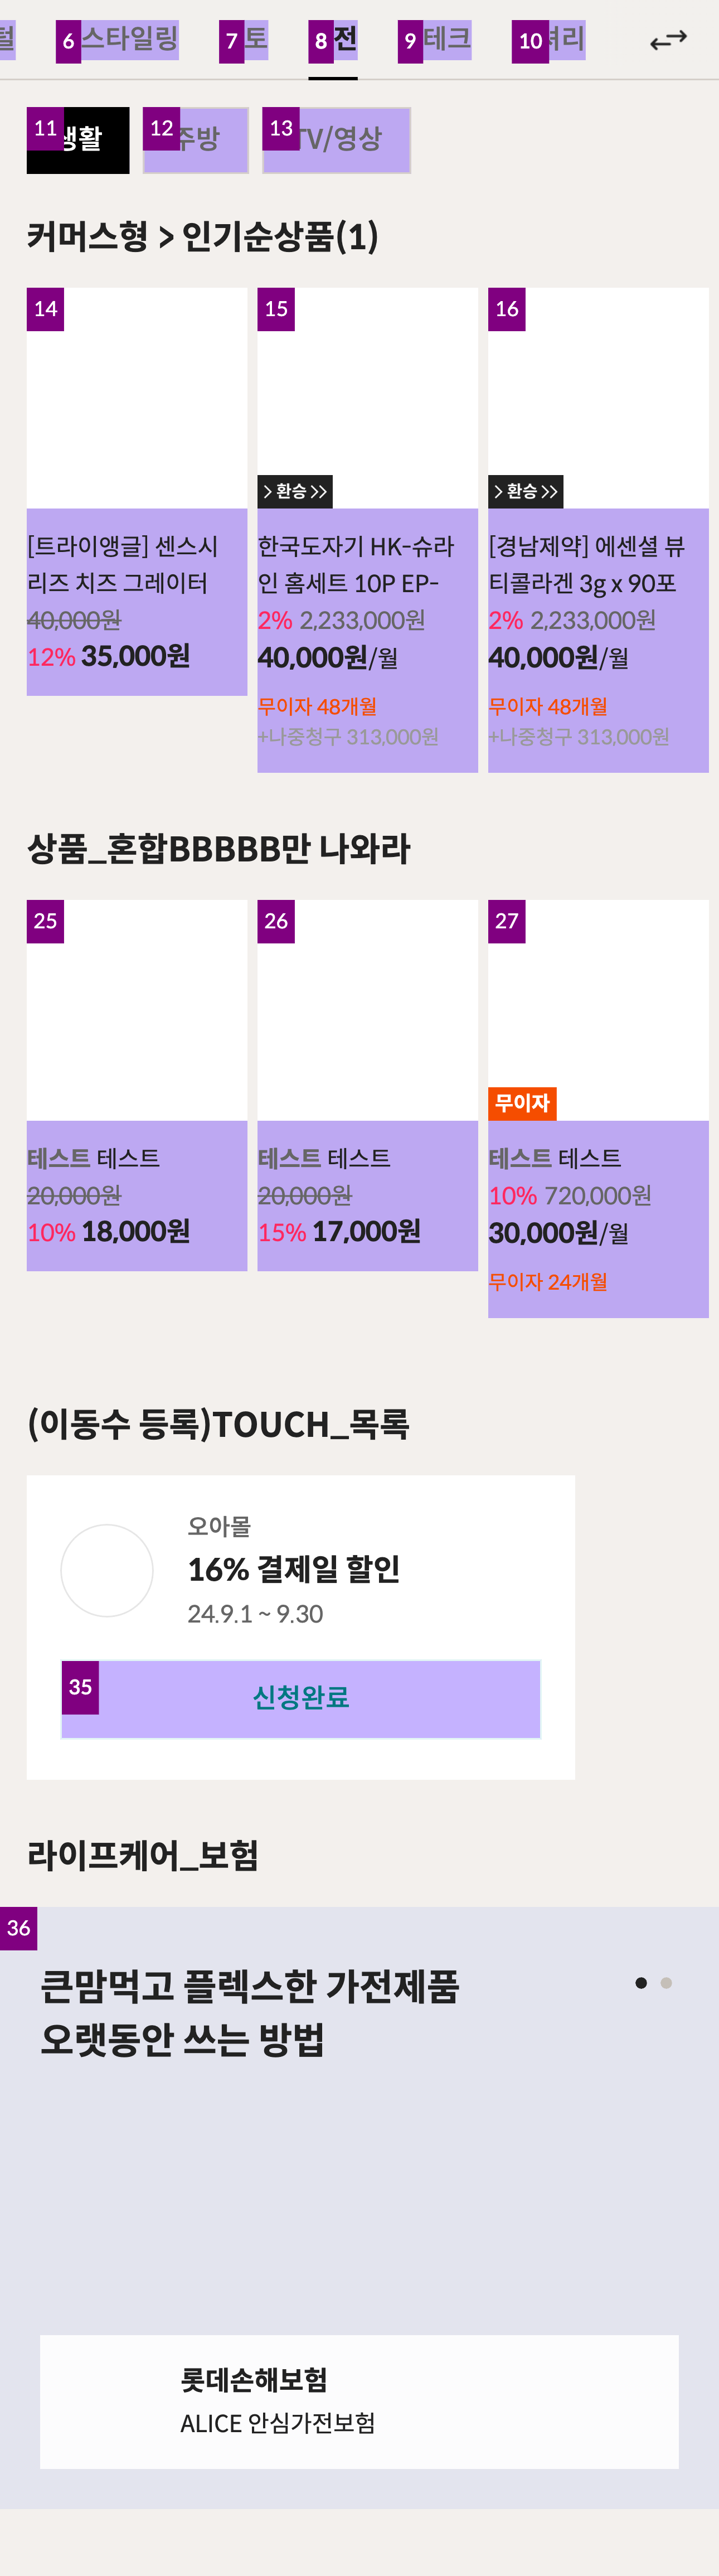 6 스타일링 7 토 8 전 9 테크 10
11 생활 12 주방 13 TV/영상
커머스형 > 인기순상품(1)
14
[트라이앵글] 센스시
리즈 치즈 그레이터
40,000원
12% 35,000원
15
> 환승 >>
한국도자기 HK-슈라
인 홈세트 10P EP-
2% 2,233,000원
40,000원/월
무이자 48개월
+나중청구 313,000원
16
> 환승 >>
[경남제약] 에센셜 뷰
티콜라겐 3g x 90포
2% 2,233,000원
40,000원/월
무이자 48개월
+나중청구 313,000원
상품_혼합BBBBB만 나와라
25
테스트 테스트
20,000원
10% 18,000원
26
테스트 테스트
20,000원
15% 17,000원
27
무이자
테스트 테스트
10% 720,000원
30,000원/월
무이자 24개월
(이동수 등록)TOUCH_목록
오아몰
16% 결제일 할인
24.9.1 ~ 9.30
35 신청완료
라이프케어_보험
36
큰맘먹고 플렉스한 가전제품
오랫동안 쓰는 방법
롯데손해보험
ALICE 안심가전보험